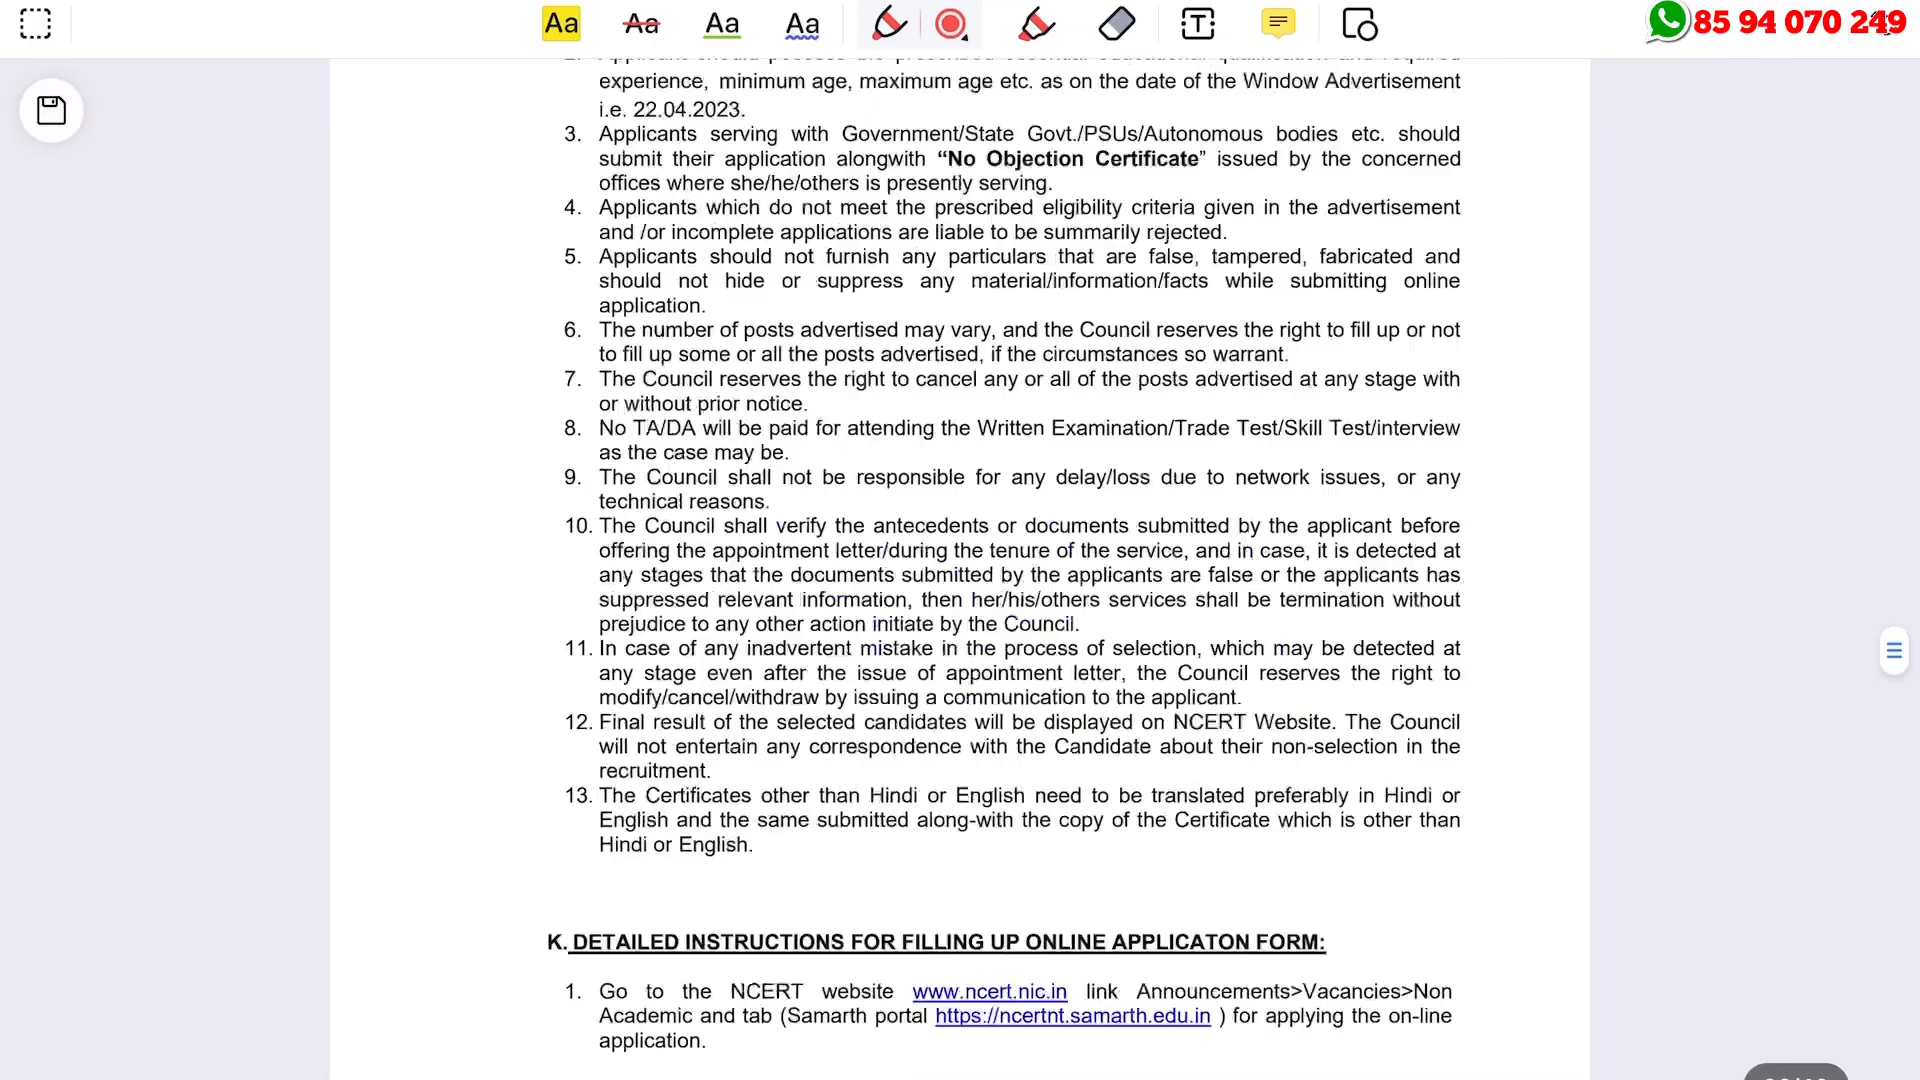 Aa Aa Aa Aa T
85 94 070 249
2. Applicant should possess the prescribed essential educational qualification and required
experience, minimum age, maximum age etc. as on the date of the Window Advertisement
i.e. 22.04.2023.
3. Applicants serving with Government/State Govt./PSUs/Autonomous bodies etc. should
submit their application alongwith “No Objection Certificate” issued by the concerned
offices where she/he/others is presently serving.
4. Applicants which do not meet the prescribed eligibility criteria given in the advertisement
and /or incomplete applications are liable to be summarily rejected.
5. Applicants should not furnish any particulars that are false, tampered, fabricated and
should not hide or suppress any material/information/facts while submitting online
application.
6. The number of posts advertised may vary, and the Council reserves the right to fill up or not
to fill up some or all the posts advertised, if the circumstances so warrant.
7. The Council reserves the right to cancel any or all of the posts advertised at any stage with
or without prior notice.
8. No TA/DA will be paid for attending the Written Examination/Trade Test/Skill Test/interview
as the case may be.
9. The Council shall not be responsible for any delay/loss due to network issues, or any
technical reasons.
10. The Council shall verify the antecedents or documents submitted by the applicant before
offering the appointment letter/during the tenure of the service, and in case, it is detected at
any stages that the documents submitted by the applicants are false or the applicants has
suppressed relevant information, then her/his/others services shall be termination without
prejudice to any other action initiate by the Council.
11. In case of any inadvertent mistake in the process of selection, which may be detected at
any stage even after the issue of appointment letter, the Council reserves the right to
modify/cancel/withdraw by issuing a communication to the applicant.
12. Final result of the selected candidates will be displayed on NCERT Website. The Council
will not entertain any correspondence with the Candidate about their non-selection in the
recruitment.
13. The Certificates other than Hindi or English need to be translated preferably in Hindi or
English and the same submitted along-with the copy of the Certificate which is other than
Hindi or English.
K. DETAILED INSTRUCTIONS FOR FILLING UP ONLINE APPLICATON FORM:
1. Go to the NCERT website www.ncert.nic.in link Announcements>Vacancies>Non
Academic and tab (Samarth portal https://ncertnt.samarth.edu.in ) for applying the on-line
application.